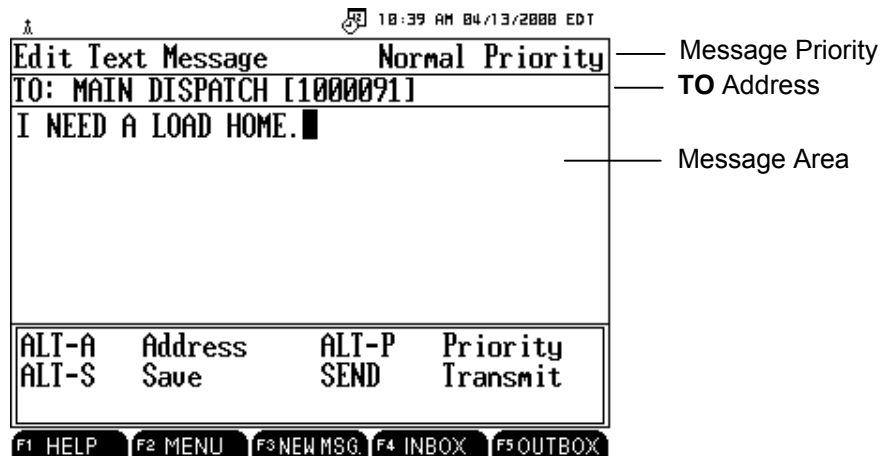 10:39 AM 04/13/2000 EDT
Edit Text Message Normal Priority
Message Priority
TO: MAIN DISPATCH [1000091]
TO Address
I NEED A LOAD HOME.
Message Area
ALT-A Address ALT-P Priority
ALT-S Save SEND Transmit
F1 HELP F2 MENU F3 NEW MSG. F4 INBOX F5 OUTBOX